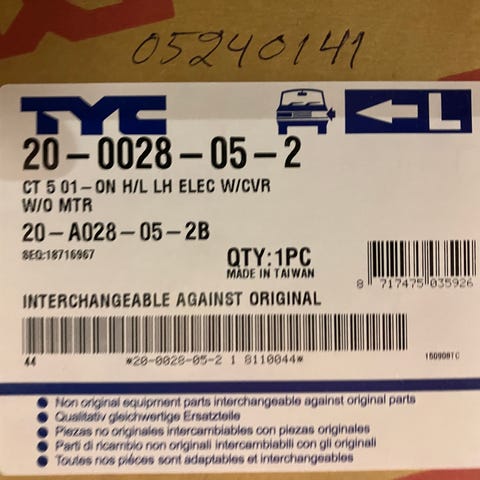 05240141
TYC
L
20-0028-05-2
CT 5 01-ON H/L LH ELEC W/CVR
W/O MTR
20-A028-05-2B
SEQ:18716967
QTY:1PC
MADE IN TAIWAN
8 717475 035926
INTERCHANGEABLE AGAINST ORIGINAL
44 *20-0028-05-2 1 8110044* 150908TC
Non original equipment parts interchangeable against original parts
Qualitativ gleichwertige Ersatzteile
Piezas no originales intercambiables con piezas originales
Parti di ricambio non originali intercambiabili con gli originali
Toutes nos piéces sont adaptables et interchangeables